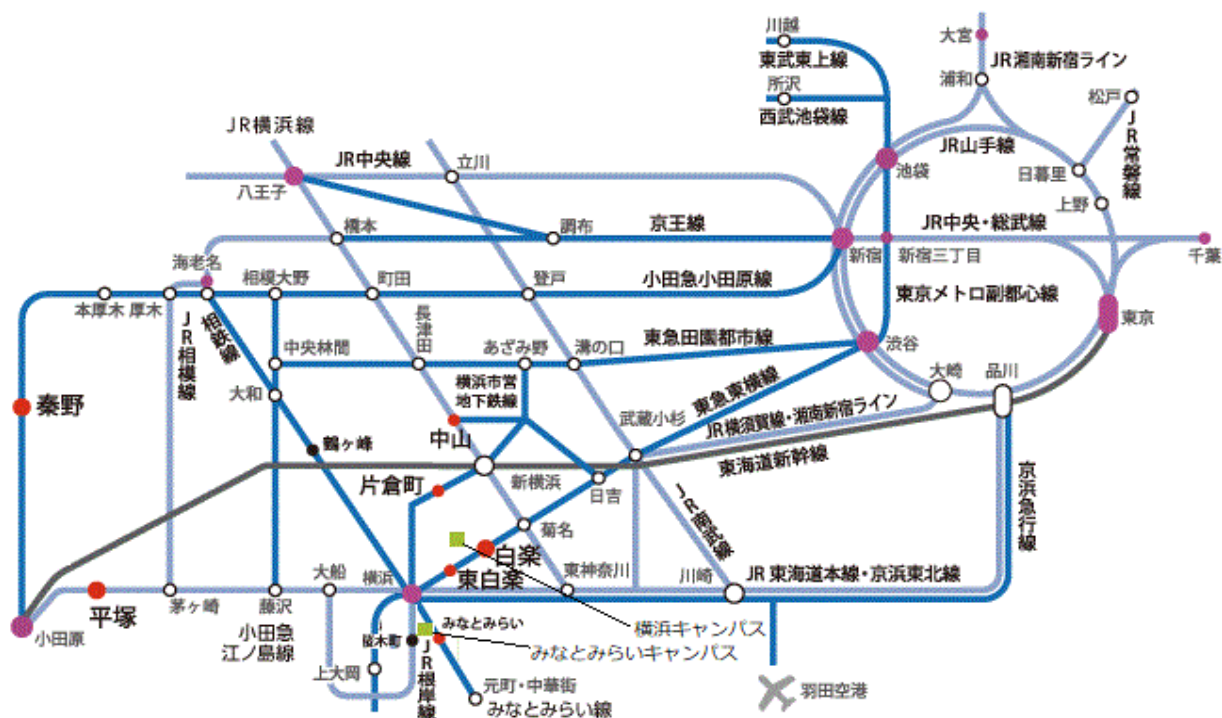 川越
東武東上線
所沢
西武池袋線
大宮
JR湘南新宿ライン
浦和
松戸
JR常磐線
JR山手線
池袋
日暮里
上野
JR横浜線
JR中央線
立川
八王子
橋本
調布
京王線
新宿
新宿三丁目
JR中央・総武線
千葉
海老名
相模大野
町田
登戸
小田急小田原線
東京メトロ副都心線
東京
本厚木
厚木
JR相模線
相鉄線
長津田
中央林間
あざみ野
溝の口
東急田園都市線
渋谷
大崎
品川
秦野
大和
横浜市営
地下鉄線
東急東横線
武蔵小杉
JR横須賀線・湘南新宿ライン
東海道新幹線
鶴ヶ峰
中山
新横浜
日吉
片倉町
JR南武線
京浜急行線
菊名
白楽
東白楽
東神奈川
川崎
JR東海道本線・京浜東北線
大船
横浜
平塚
茅ヶ崎
藤沢
小田原
小田急
江ノ島線
桜木町
みなとみらい
横浜キャンパス
みなとみらいキャンパス
上大岡
JR根岸線
元町・中華街
みなとみらい線
羽田空港